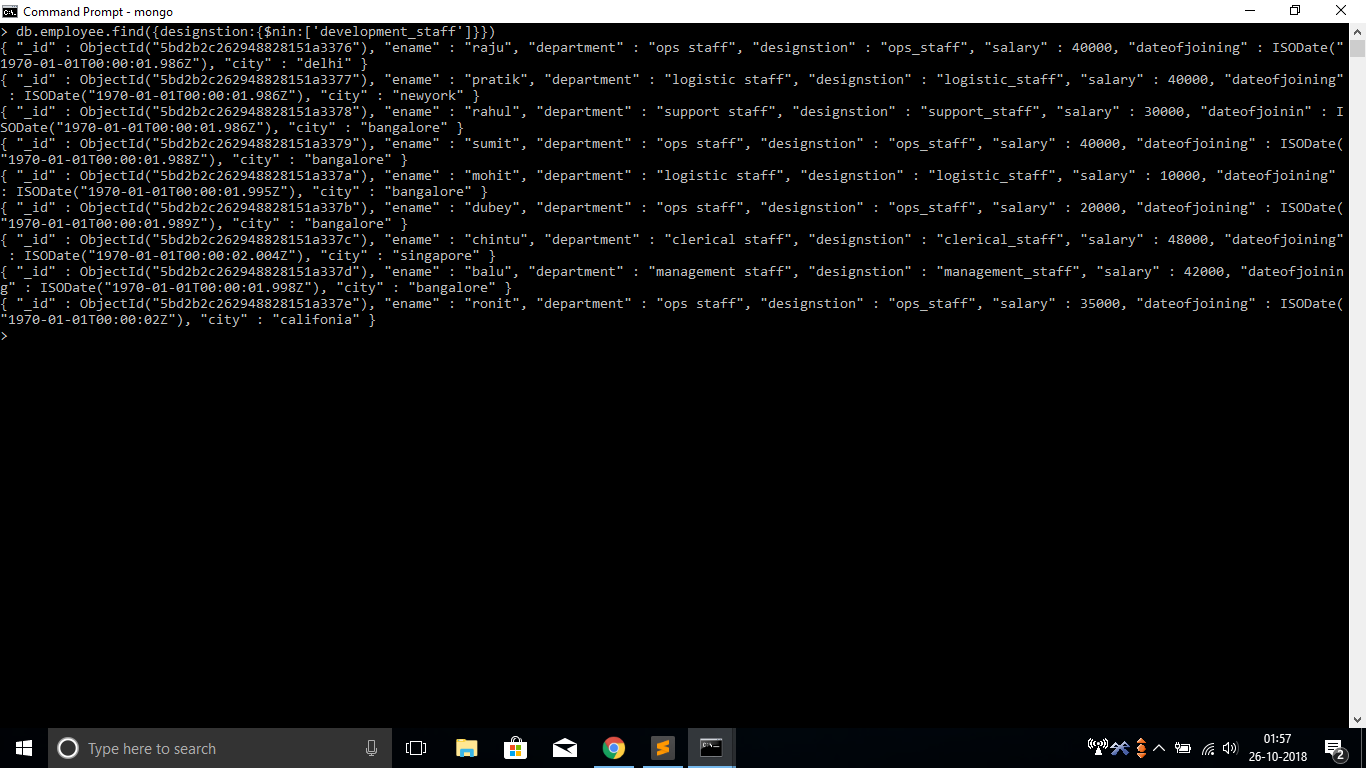 Command Prompt - mongo
> db.employee.find({designstion:{$nin:['development_staff']}})
{ "_id" : ObjectId("5bd2b2c262948828151a3376"), "ename" : "raju", "department" : "ops staff", "designstion" : "ops_staff", "salary" : 40000, "dateofjoining" : ISODate("
1970-01-01T00:00:01.986Z"), "city" : "delhi" }
{ "_id" : ObjectId("5bd2b2c262948828151a3377"), "ename" : "pratik", "department" : "logistic staff", "designstion" : "logistic_staff", "salary" : 40000, "dateofjoining"
 : ISODate("1970-01-01T00:00:01.986Z"), "city" : "newyork" }
{ "_id" : ObjectId("5bd2b2c262948828151a3378"), "ename" : "rahul", "department" : "support staff", "designstion" : "support_staff", "salary" : 30000, "dateofjoinin" : I
SODate("1970-01-01T00:00:01.986Z"), "city" : "bangalore" }
{ "_id" : ObjectId("5bd2b2c262948828151a3379"), "ename" : "sumit", "department" : "ops staff", "designstion" : "ops_staff", "salary" : 40000, "dateofjoining" : ISODate(
"1970-01-01T00:00:01.988Z"), "city" : "bangalore" }
{ "_id" : ObjectId("5bd2b2c262948828151a337a"), "ename" : "mohit", "department" : "logistic staff", "designstion" : "logistic_staff", "salary" : 10000, "dateofjoining"
: ISODate("1970-01-01T00:00:01.995Z"), "city" : "bangalore" }
{ "_id" : ObjectId("5bd2b2c262948828151a337b"), "ename" : "dubey", "department" : "ops staff", "designstion" : "ops_staff", "salary" : 20000, "dateofjoining" : ISODate(
"1970-01-01T00:00:01.989Z"), "city" : "bangalore" }
{ "_id" : ObjectId("5bd2b2c262948828151a337c"), "ename" : "chintu", "department" : "clerical staff", "designstion" : "clerical_staff", "salary" : 48000, "dateofjoining"
 : ISODate("1970-01-01T00:00:02.004Z"), "city" : "singapore" }
{ "_id" : ObjectId("5bd2b2c262948828151a337d"), "ename" : "balu", "department" : "management staff", "designstion" : "management_staff", "salary" : 42000, "dateofjoinin
g" : ISODate("1970-01-01T00:00:01.998Z"), "city" : "bangalore" }
{ "_id" : ObjectId("5bd2b2c262948828151a337e"), "ename" : "ronit", "department" : "ops staff", "designstion" : "ops_staff", "salary" : 35000, "dateofjoining" : ISODate(
"1970-01-01T00:00:02Z"), "city" : "califonia" }
>
Type here to search
01:57
26-10-2018
2